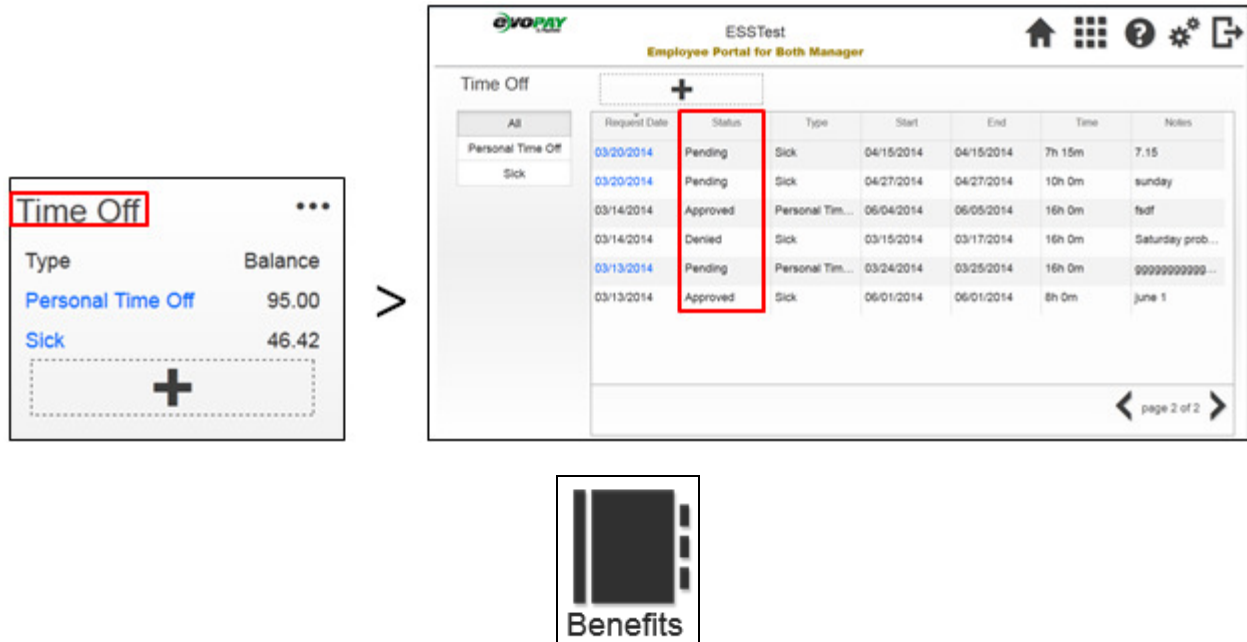 evoPAY
ESSTest
Employee Portal for Both Manager
Time Off
All
Personal Time Off
Sick
Request Date Status Type Start End Time Notes
03/20/2014 Pending Sick 04/15/2014 04/15/2014 7h 15m 7.15
03/20/2014 Pending Sick 04/27/2014 04/27/2014 10h 0m sunday
03/14/2014 Approved Personal Tim... 06/04/2014 06/05/2014 16h 0m fsdf
03/14/2014 Denied Sick 03/15/2014 03/17/2014 16h 0m Saturday prob...
03/13/2014 Pending Personal Tim... 03/24/2014 03/25/2014 16h 0m
03/13/2014 Approved Sick 06/01/2014 06/01/2014 8h 0m june 1
page 2 of 2
Time Off
Type Balance
Personal Time Off 95.00
Sick 46.42
>
Benefits